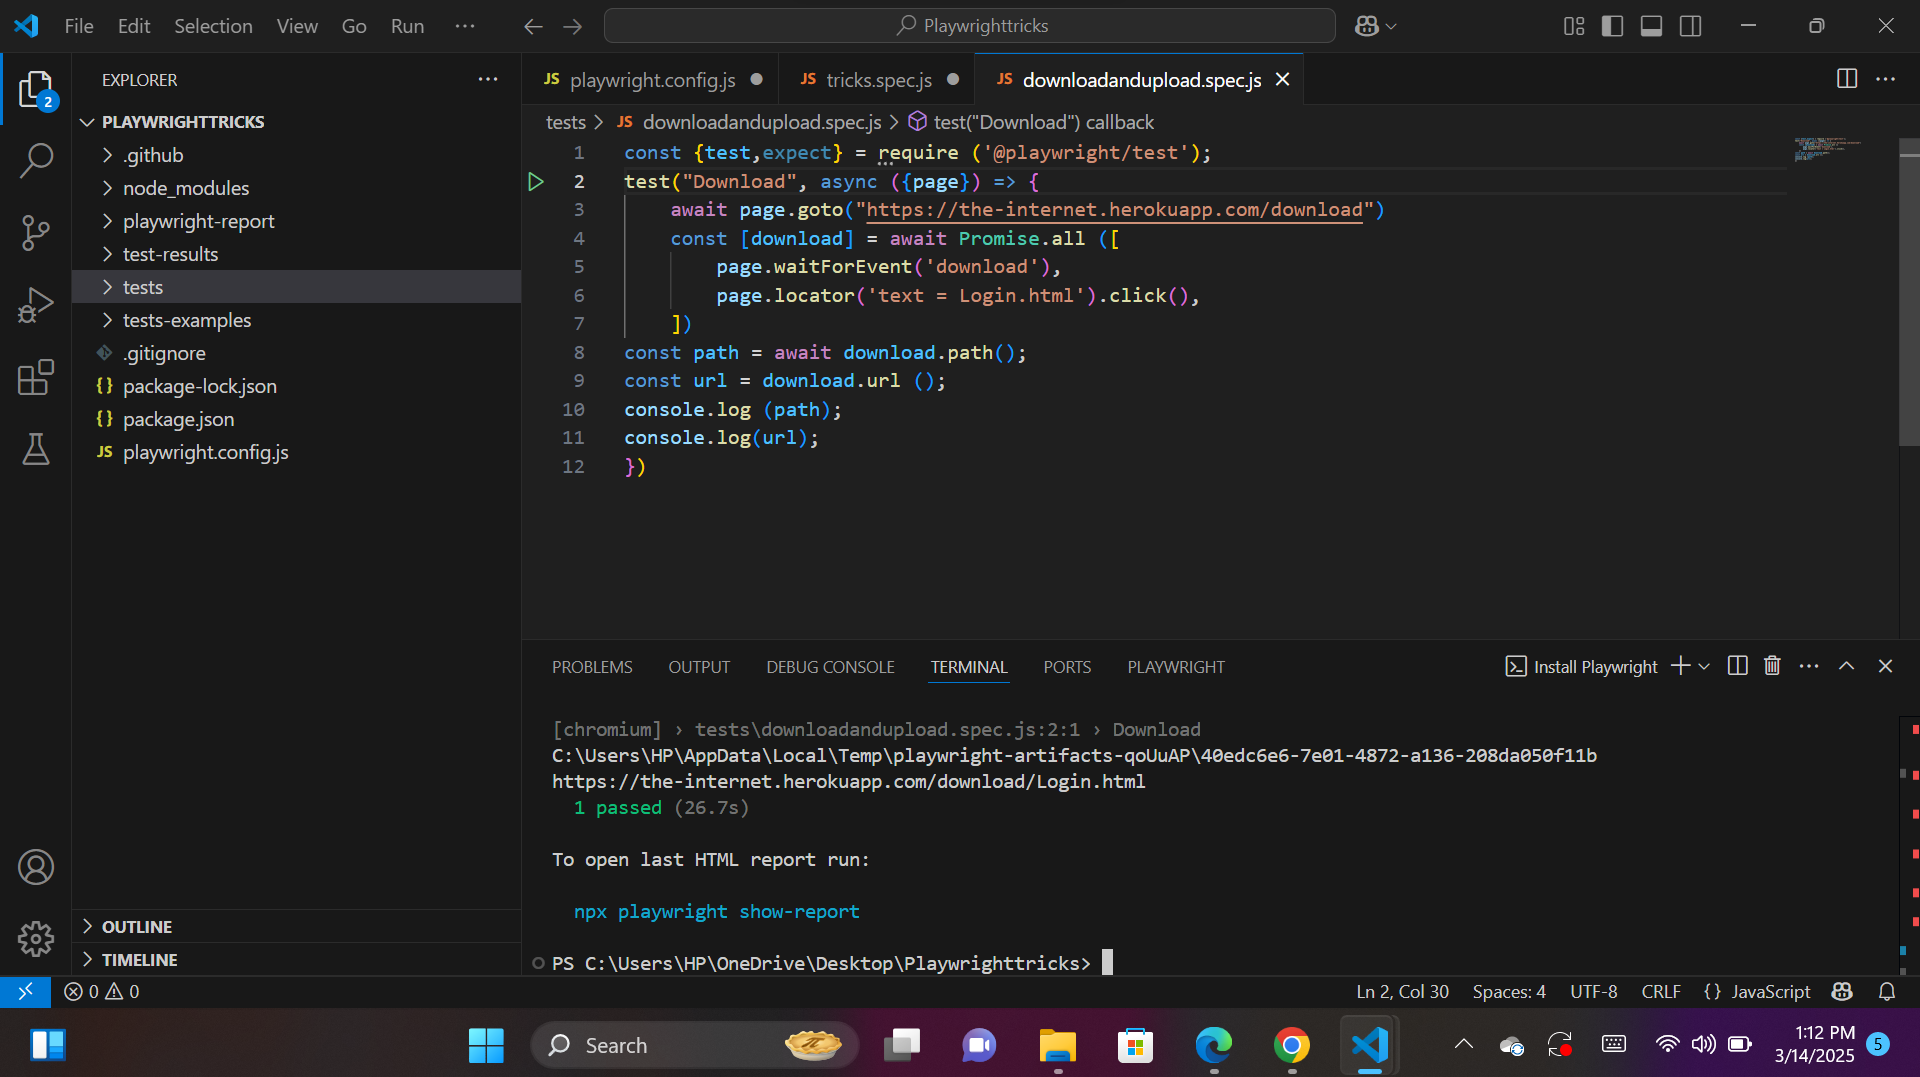 File Edit Selection View Go Run ··· Playwrighttricks
EXPLORER ···
2
PLAYWRIGHTTRICKS
.github
node_modules
playwright-report
test-results
tests
tests-examples
.gitignore
{} package-lock.json
{} package.json
JS playwright.config.js
OUTLINE
TIMELINE
JS playwright.config.js JS tricks.spec.js JS downloadandupload.spec.js
tests > JS downloadandupload.spec.js > test("Download") callback
1 const {test,expect} = require ('@playwright/test');
2 test("Download", async ({page}) => {
3 await page.goto("https://the-internet.herokuapp.com/download")
4 const [download] = await Promise.all ([
5 page.waitForEvent('download'),
6 page.locator('text = Login.html').click(),
7 ])
8 const path = await download.path();
9 const url = download.url ();
10 console.log (path);
11 console.log(url);
12 })
PROBLEMS OUTPUT DEBUG CONSOLE TERMINAL PORTS PLAYWRIGHT Install Playwright
[chromium] › tests\downloadandupload.spec.js:2:1 › Download
C:\Users\HP\AppData\Local\Temp\playwright-artifacts-qoUuAP\40edc6e6-7e01-4872-a136-208da050f11b
https://the-internet.herokuapp.com/download/Login.html
1 passed (26.7s)
To open last HTML report run:
npx playwright show-report
PS C:\Users\HP\OneDrive\Desktop\Playwrighttricks>
0 0 Ln 2, Col 30 Spaces: 4 UTF-8 CRLF {} JavaScript
Search
1:12 PM
3/14/2025
5